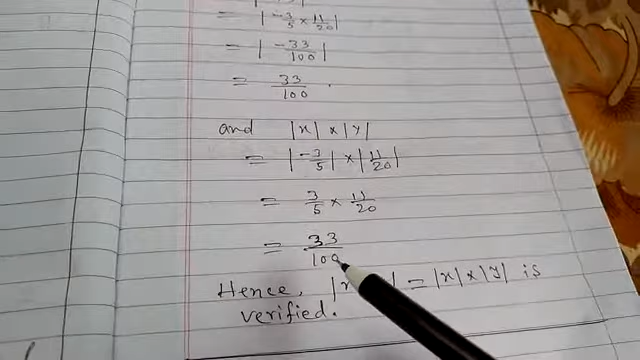 = |-3/5 × 11/20|
= |-33/100|
= 33/100.
and |x| × |y|
= |-3/5| × |11/20|
= 3/5 × 11/20
= 33/100
Hence, | | = |x| × |y| is
verified.